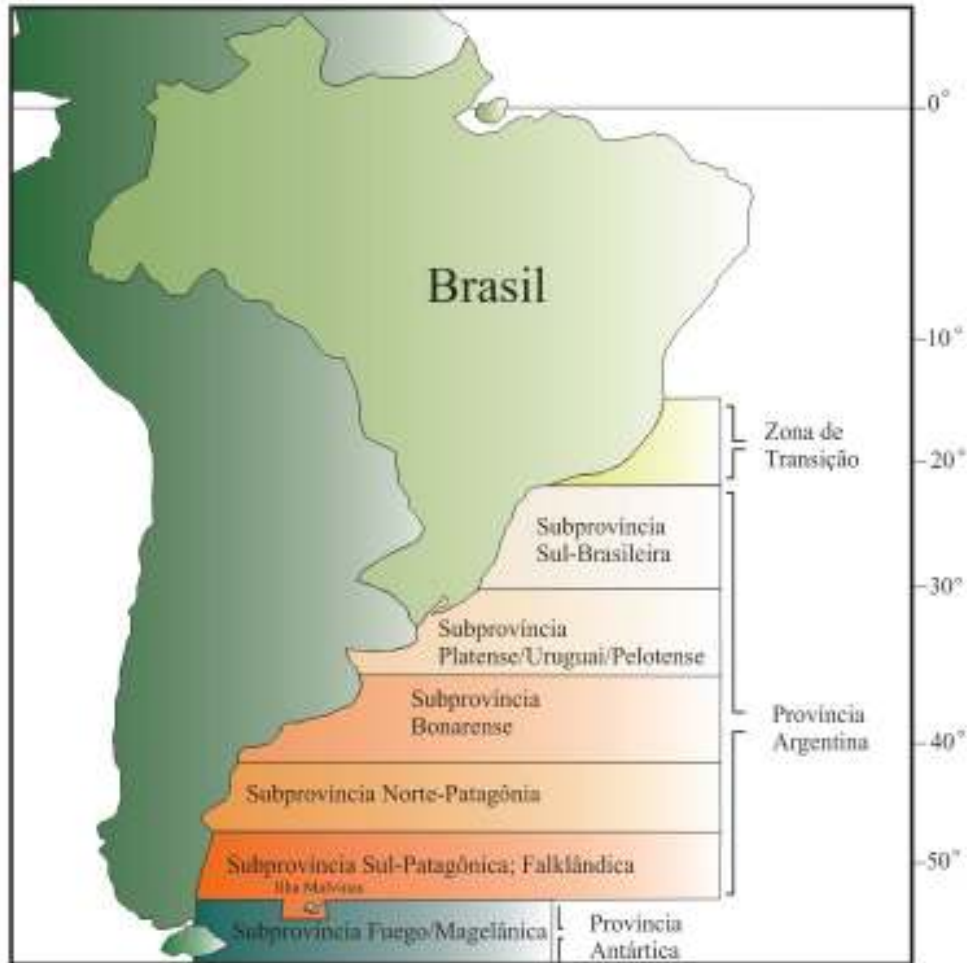 0°
Brasil
10°
Zona de
Transição
20°
Subprovíncia
Sul-Brasileira
30°
Subprovíncia
Platense/Uruguai/Pelotense
Subprovíncia
Bonarense
Província
Argentina
40°
Subprovíncia Norte-Patagônia
50°
Subprovíncia Sul-Patagônica; Falklândica
Ilha Malvinas
Subprovíncia Fuego/Magelânica
Província
Antártica